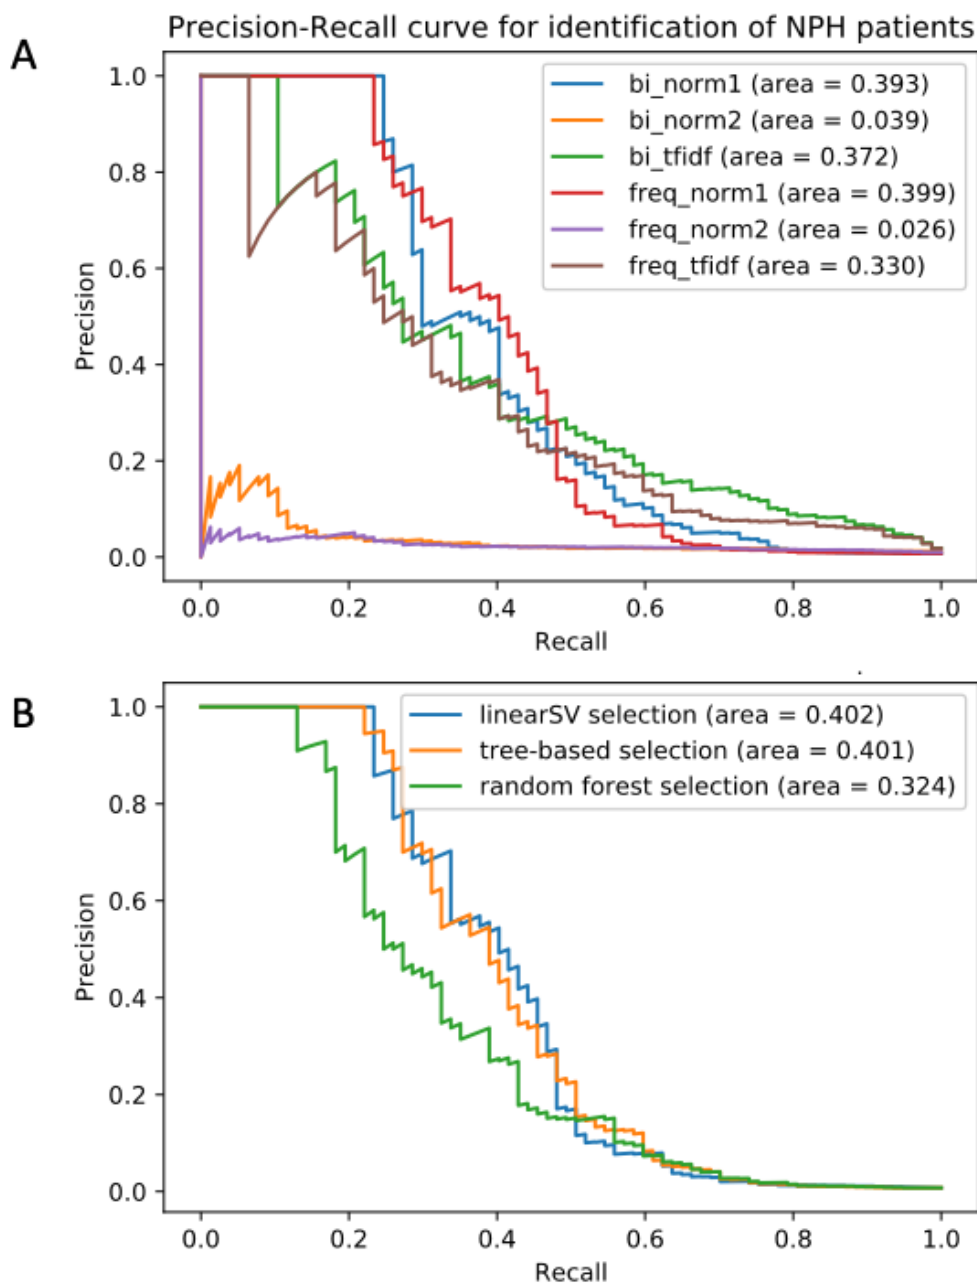 A
Precision-Recall curve for identification of NPH patients
bi_norm1 (area = 0.393)
bi_norm2 (area = 0.039)
bi_tfidf (area = 0.372)
freq_norm1 (area = 0.399)
freq_norm2 (area = 0.026)
freq_tfidf (area = 0.330)
1.0
0.8
0.6
0.4
0.2
0.0
Precision
0.0 0.2 0.4 0.6 0.8 1.0
Recall
B
linearSV selection (area = 0.402)
tree-based selection (area = 0.401)
random forest selection (area = 0.324)
1.0
0.8
0.6
0.4
0.2
0.0
Precision
0.0 0.2 0.4 0.6 0.8 1.0
Recall